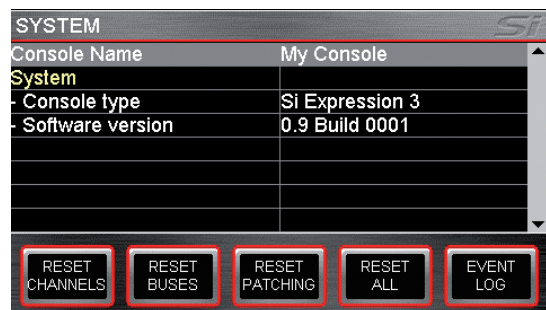 SYSTEM Si
Console Name My Console
System
- Console type Si Expression 3
- Software version 0.9 Build 0001
RESET RESET RESET RESET EVENT
CHANNELS BUSES PATCHING ALL LOG